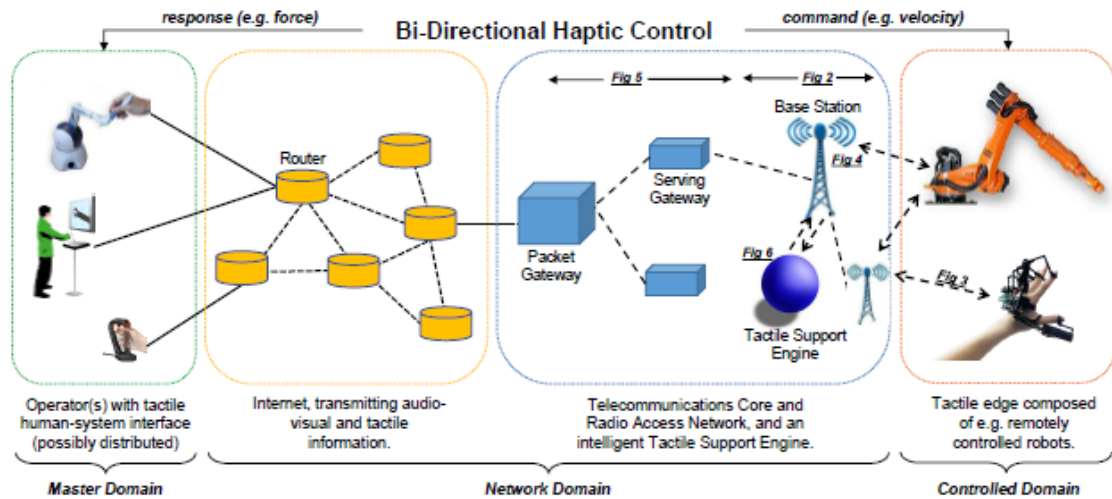 response (e.g. force)
command (e.g. velocity)
Bi-Directional Haptic Control
Fig 5
Fig 2
Base Station
Router
Serving
Gateway
Fig 4
Packet
Gateway
Fig 6
Fig 3
Tactile Support
Engine
Operator(s) with tactile
human-system interface
(possibly distributed)
Internet, transmitting audio-
visual and tactile
information.
Telecommunications Core and
Radio Access Network, and an
intelligent Tactile Support Engine.
Tactile edge composed
of e.g. remotely
controlled robots.
Master Domain
Network Domain
Controlled Domain